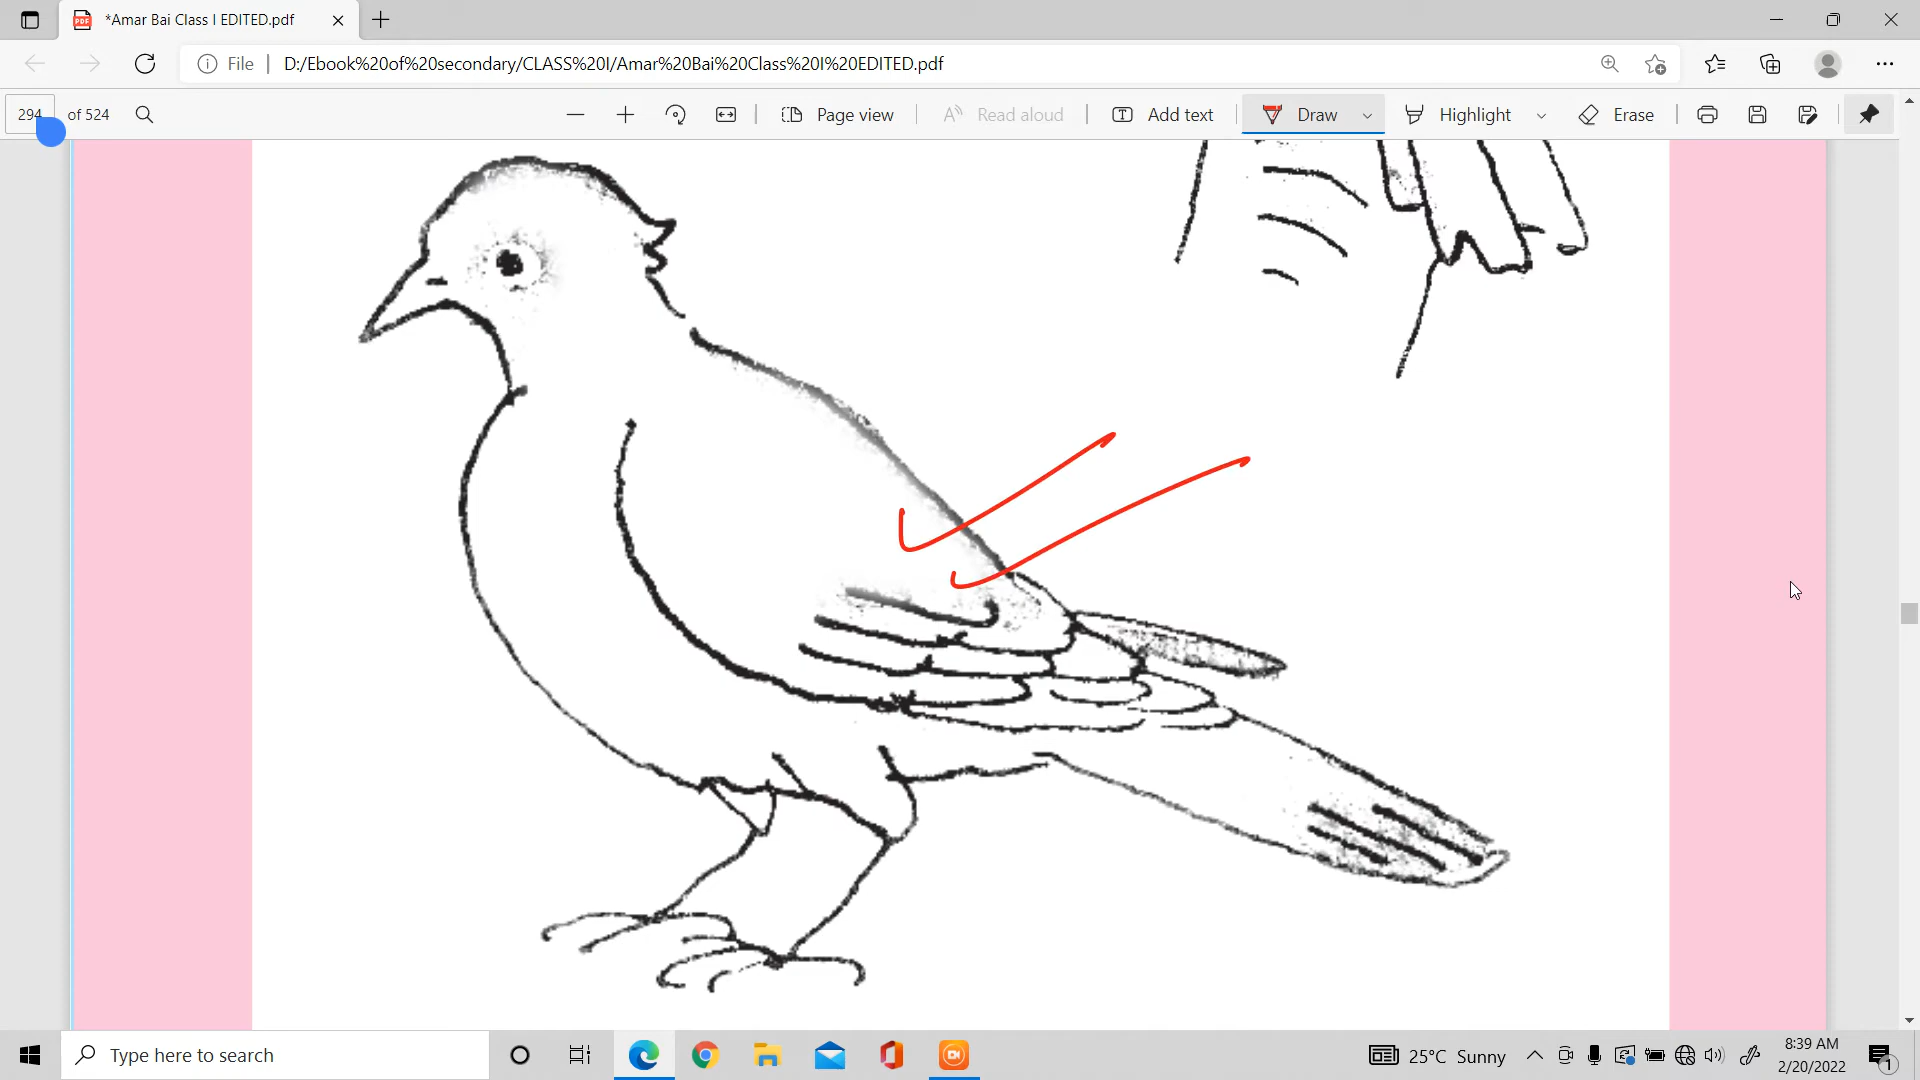 *Amar Bai Class I EDITED.pdf
File D:/Ebook%20of%20secondary/CLASS%20I/Amar%20Bai%20Class%20I%20EDITED.pdf
294 of 524 Page view Read aloud Add text Draw Highlight Erase
Type here to search
25°C Sunny
8:39 AM
2/20/2022
1